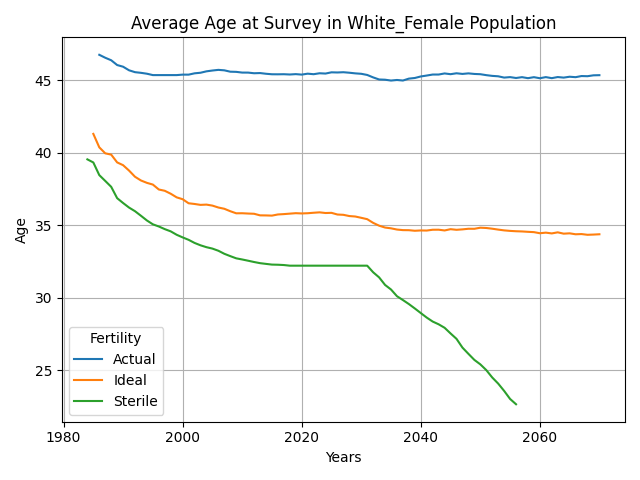 Average Age at Survey in White_Female Population
Age
45
40
35
30
25
Fertility
Actual
Ideal
Sterile
1980
2000
2020
2040
2060
Years